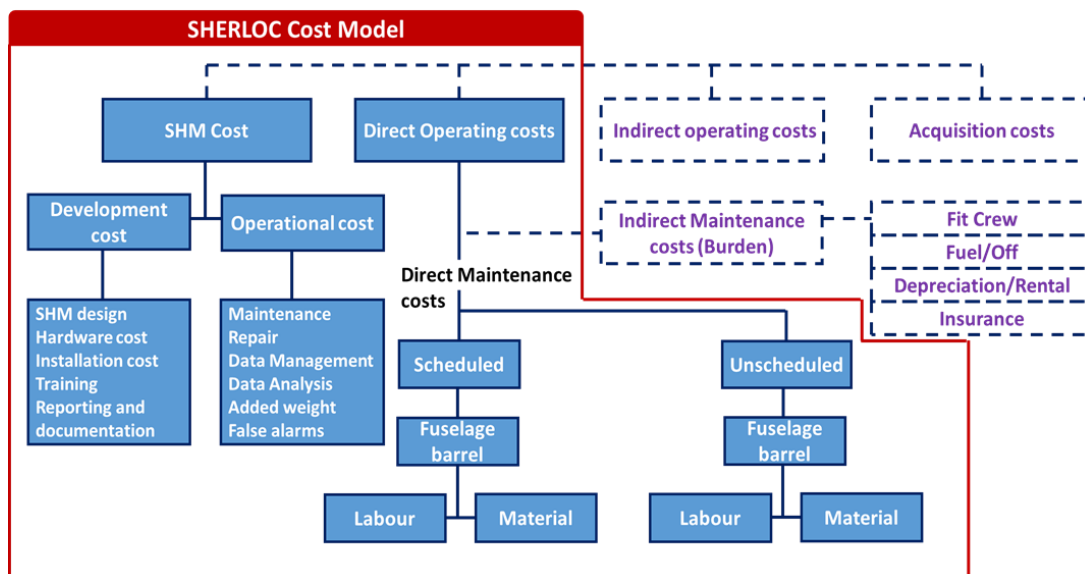 SHERLOC Cost Model
SHM Cost
Direct Operating costs
Indirect operating costs
Acquisition costs
Development
cost
Operational cost
Indirect Maintenance
costs (Burden)
Fit Crew
Fuel/Off
Depreciation/Rental
Insurance
Direct Maintenance
costs
SHM design
Hardware cost
Installation cost
Training
Reporting and
documentation
Maintenance
Repair
Data Management
Data Analysis
Added weight
False alarms
Scheduled
Unscheduled
Fuselage
barrel
Fuselage
barrel
Labour
Material
Labour
Material